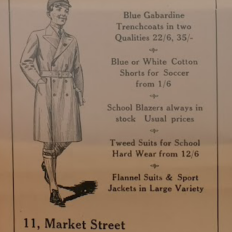 Blue Gabardine
Trenchcoats in two
Qualities 22/6, 35/-
Blue or White Cotton
Shorts for Soccer
from 1/6
School Blazers always in
stock Usual prices
Tweed Suits for School
Hard Wear from 12/6
Flannel Suits & Sport
Jackets in Large Variety
11, Market Street